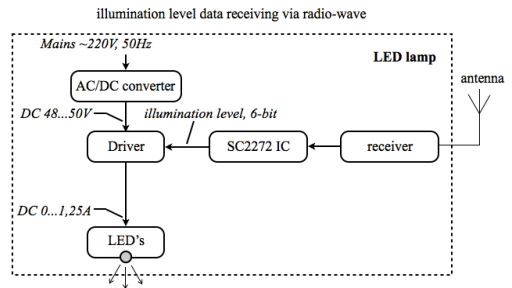 illumination level data receiving via radio-wave
Mains ~220V, 50Hz
LED lamp
antenna
AC/DC converter
DC 48...50V
illumination level, 6-bit
Driver
SC2272 IC
receiver
DC 0...1,25A
LED's